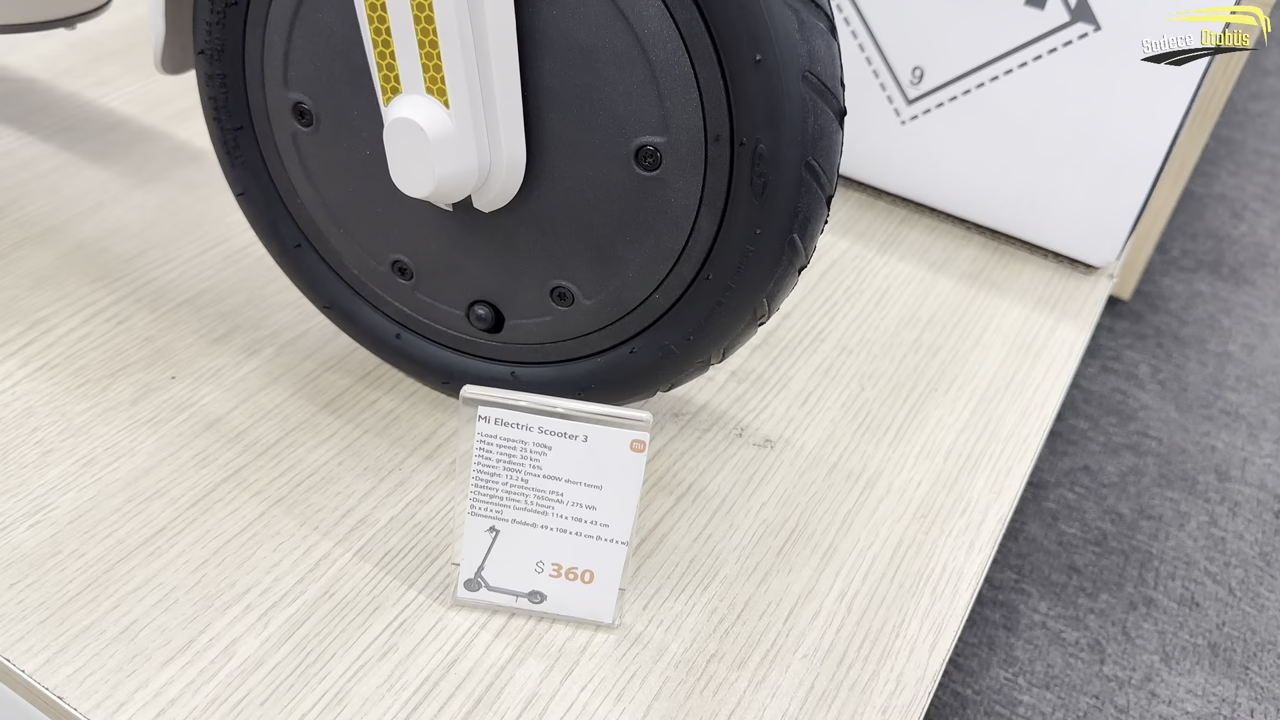 Sadece Otobüs
9
Mi Electric Scooter 3
mi
•Load capacity: 100kg
•Max speed: 25 km/h
•Max. range: 30 km
•Max. gradient: 16%
•Power: 300W (max 600W short term)
•Weight: 13.2 kg
•Degree of protection: IP54
•Battery capacity: 7650mAh / 275 Wh
•Charging time: 5,5 hours
•Dimensions (unfolded): 114 x 108 x 43 cm
(h x d x w)
•Dimensions (folded): 49 x 108 x 43 cm (h x d x w)
$ 360